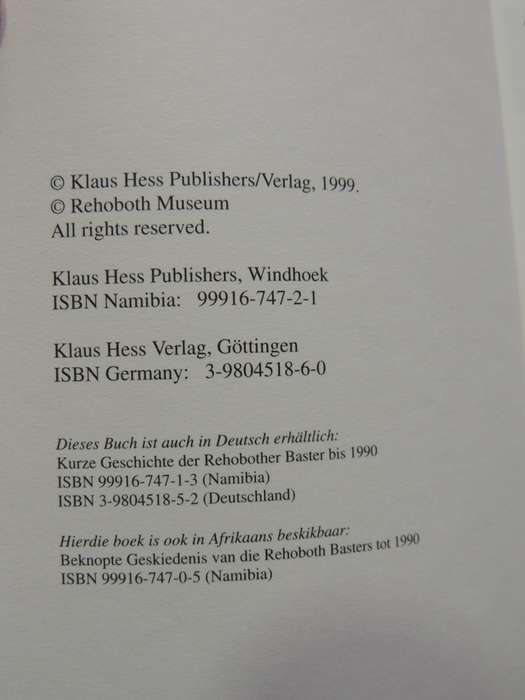 © Klaus Hess Publishers/Verlag, 1999.
© Rehoboth Museum
All rights reserved.
Klaus Hess Publishers, Windhoek
ISBN Namibia: 99916-747-2-1
Klaus Hess Verlag, Göttingen
ISBN Germany: 3-9804518-6-0
Dieses Buch ist auch in Deutsch erhältlich:
Kurze Geschichte der Rehobother Baster bis 1990
ISBN 99916-747-1-3 (Namibia)
ISBN 3-9804518-5-2 (Deutschland)
Hierdie boek is ook in Afrikaans beskikbaar:
Beknopte Geskiedenis van die Rehoboth Basters tot 1990
ISBN 99916-747-0-5 (Namibia)